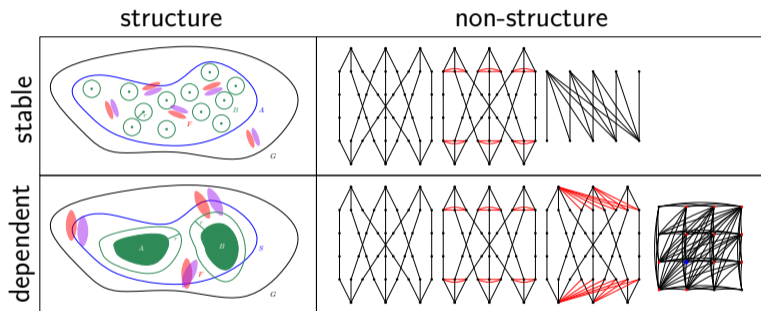 structure non-structure
stable
B
A
F
G
dependent
A
B
S
F
G